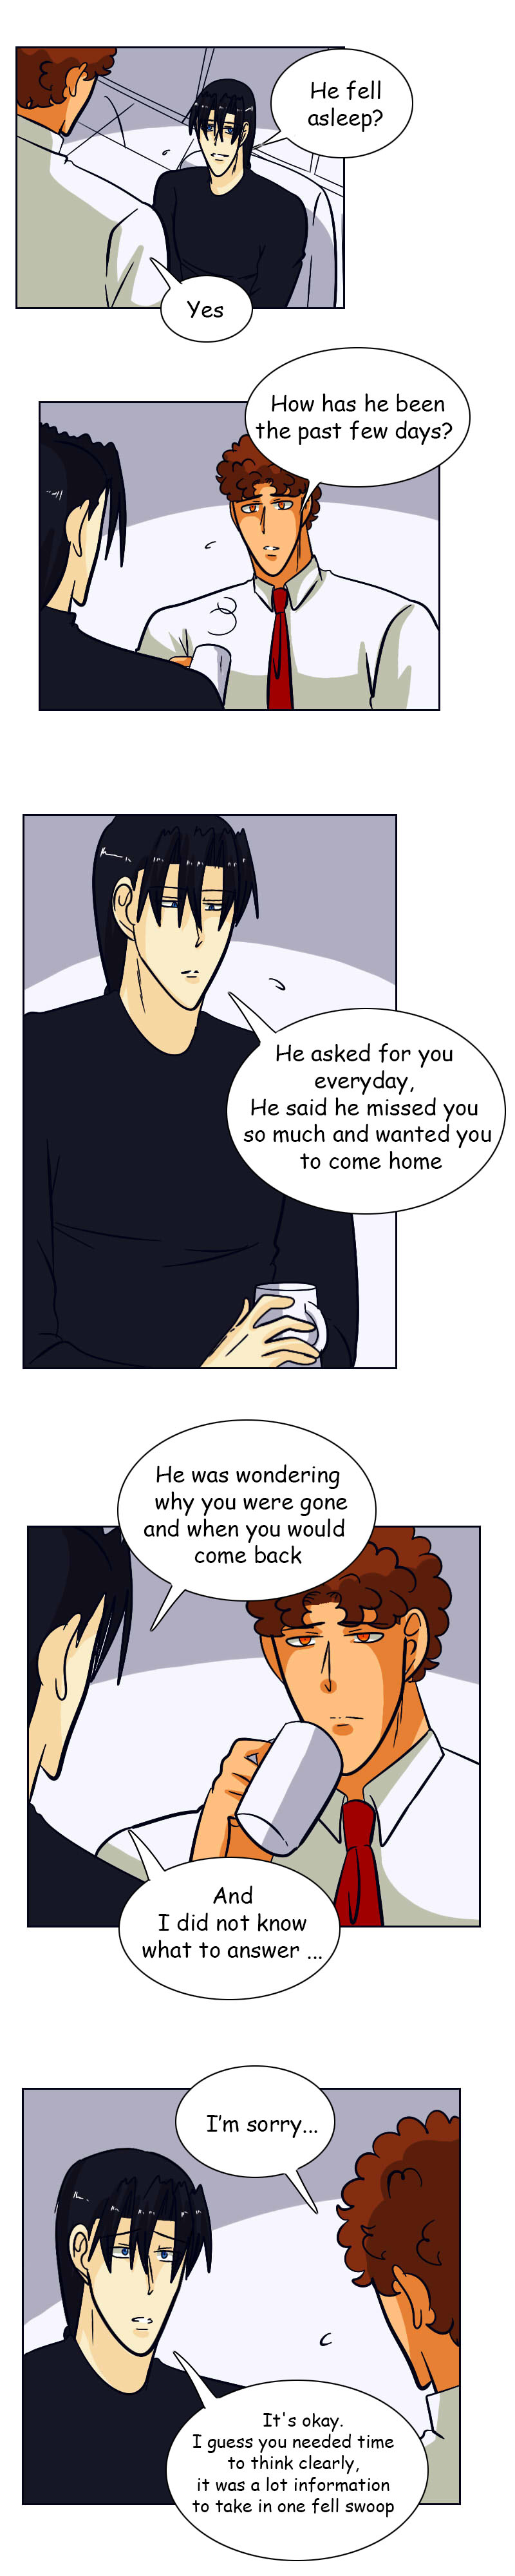 He fell
asleep?
Yes
How has he been
the past few days?
He asked for you
everyday,
He said he missed you
so much and wanted you
to come home
He was wondering
why you were gone
and when you would
come back
And
I did not know
what to answer ...
I'm sorry...
It's okay.
I guess you needed time
to think clearly,
it was a lot information
to take in one fell swoop